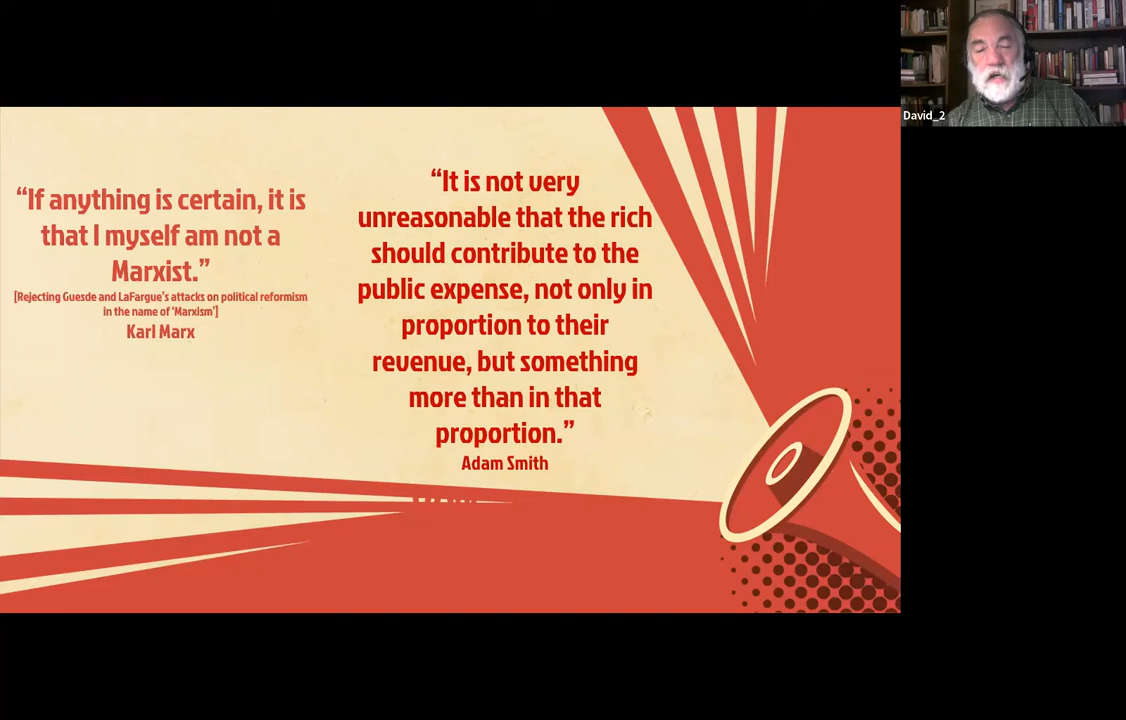 “If anything is certain, it is
that I myself am not a
Marxist.”
[Rejecting Guesde and LaFargue's attacks on political reformism
in the name of ‘Marxism’]
Karl Marx
“It is not very
unreasonable that the rich
should contribute to the
public expense, not only in
proportion to their
revenue, but something
more than in that
proportion.”
Adam Smith
David_2